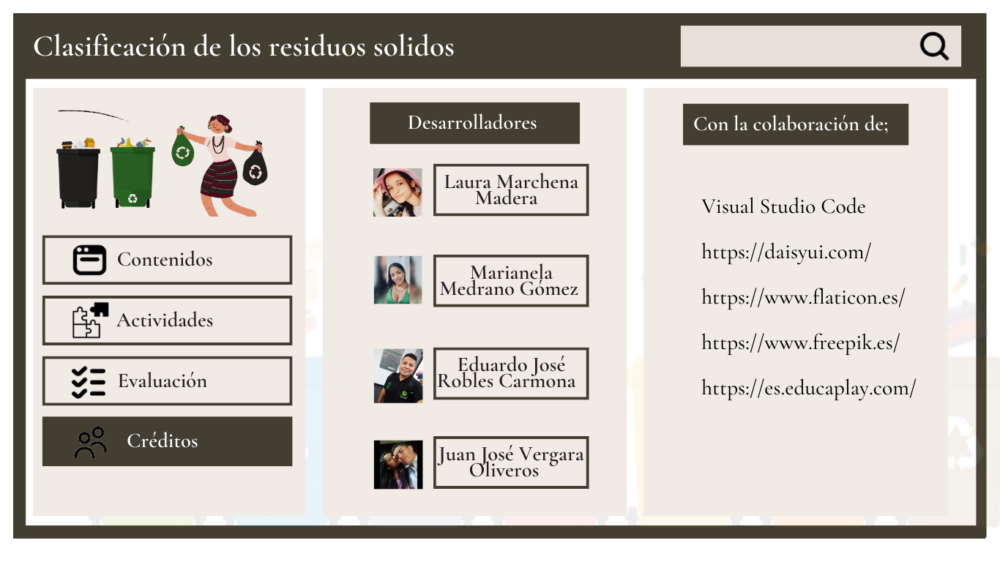 Clasificación de los residuos solidos
Contenidos
Actividades
Evaluación
Créditos
Desarrolladores
Laura Marchena
Madera
Marianela
Medrano Gómez
Eduardo José
Robles Carmona
Juan José Vergara
Oliveros
Con la colaboración de;
Visual Studio Code
https://daisyui.com/
https://www.flaticon.es/
https://www.freepik.es/
https://es.educaplay.com/